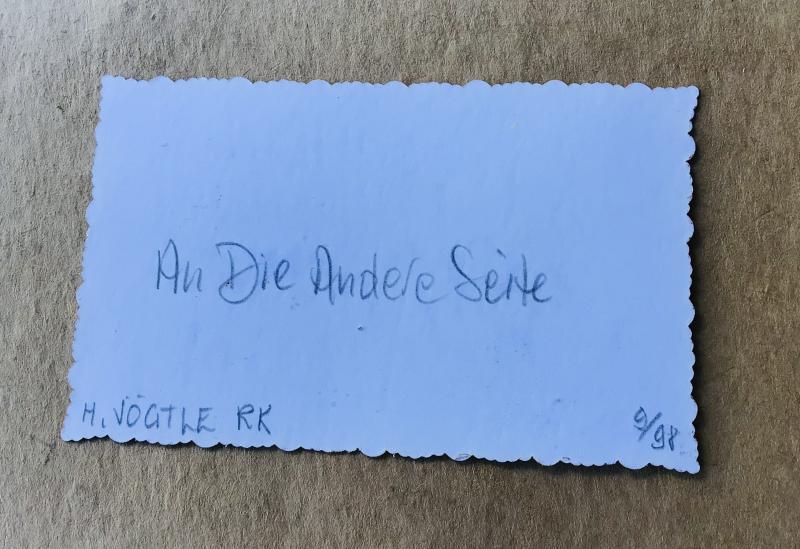 An Die Andere Seite
H. VÖGTLE RK
9/98